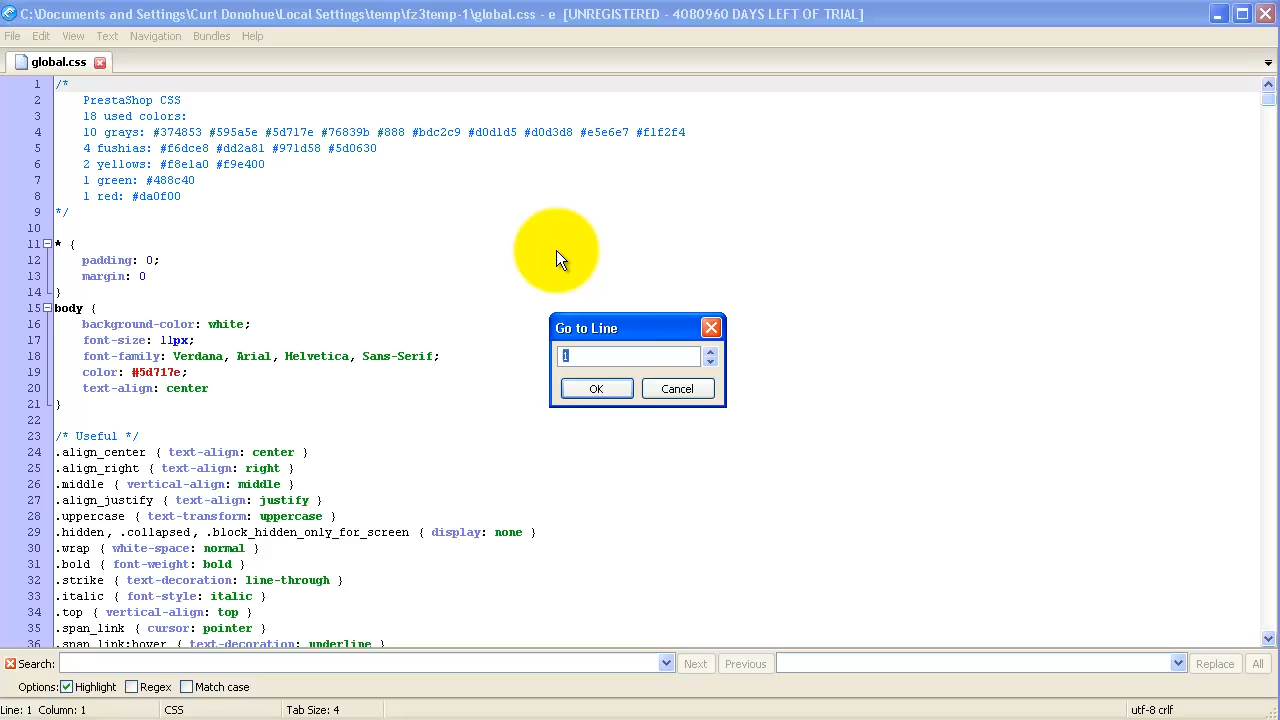 C:\Documents and Settings\Curt Donohue\Local Settings\temp\fz3temp-1\global.css - e [UNREGISTERED - 4080960 DAYS LEFT OF TRIAL]
File Edit View Text Navigation Bundles Help
global.css
1 /*
2 PrestaShop CSS
3 18 used colors:
4 10 grays: #374853 #595a5e #5d717e #76839b #888 #bdc2c9 #d0d1d5 #d0d3d8 #e5e6e7 #f1f2f4
5 4 fushias: #f6dce8 #dd2a81 #971d58 #5d0630
6 2 yellows: #f8e1a0 #f9e400
7 1 green: #488c40
8 1 red: #da0f00
9 */
10
11 * {
12 padding: 0;
13 margin: 0
14 }
15 body {
16 background-color: white;
17 font-size: 11px;
18 font-family: Verdana, Arial, Helvetica, Sans-Serif;
19 color: #5d717e;
20 text-align: center
21 }
22
23 /* Useful */
24 .align_center { text-align: center }
25 .align_right { text-align: right }
26 .middle { vertical-align: middle }
27 .align_justify { text-align: justify }
28 .uppercase { text-transform: uppercase }
29 .hidden, .collapsed, .block_hidden_only_for_screen { display: none }
30 .wrap { white-space: normal }
31 .bold { font-weight: bold }
32 .strike { text-decoration: line-through }
33 .italic { font-style: italic }
34 .top { vertical-align: top }
35 .span_link { cursor: pointer }
36 .span_link:hover { text-decoration: underline }
Go to Line
1
OK Cancel
Search: Next Previous Replace All
Options: Highlight Regex Match case
Line: 1 Column: 1 CSS Tab Size: 4 utf-8 crlf